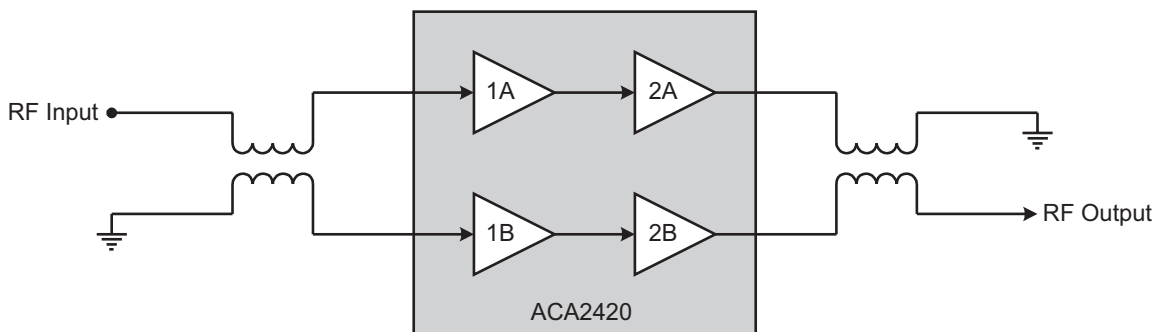 RF Input
1A
2A
1B
2B
RF Output
ACA2420